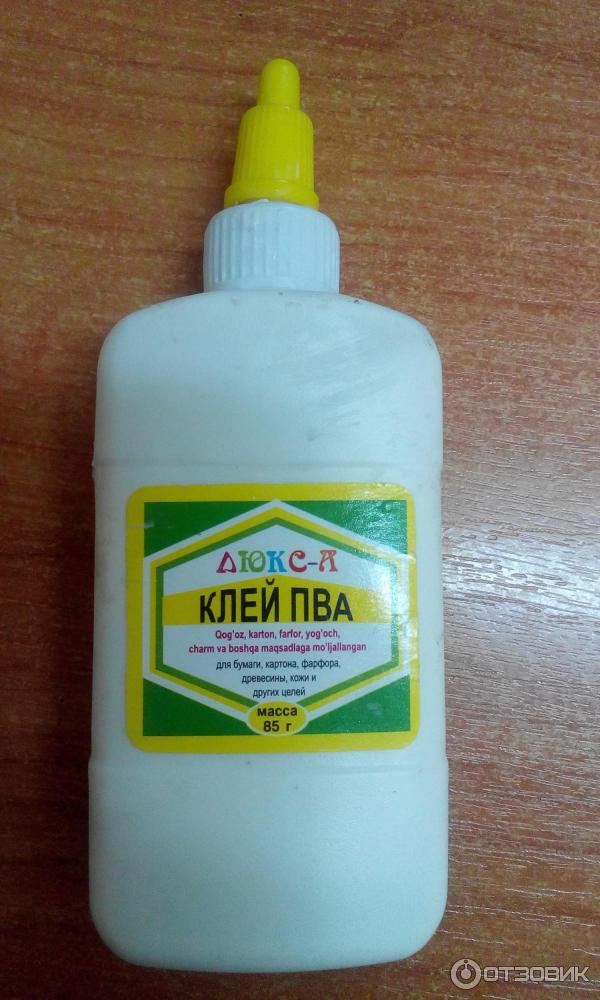 ДЮКС-А
КЛЕЙ ПВА
Qog'oz, karton, farfor, yog'och,
charm va boshqa maqsadlaga mo'ljallangan
для бумаги, картона, фарфора,
древесины, кожи и
других целей
масса
85 г
ОТЗОВИК